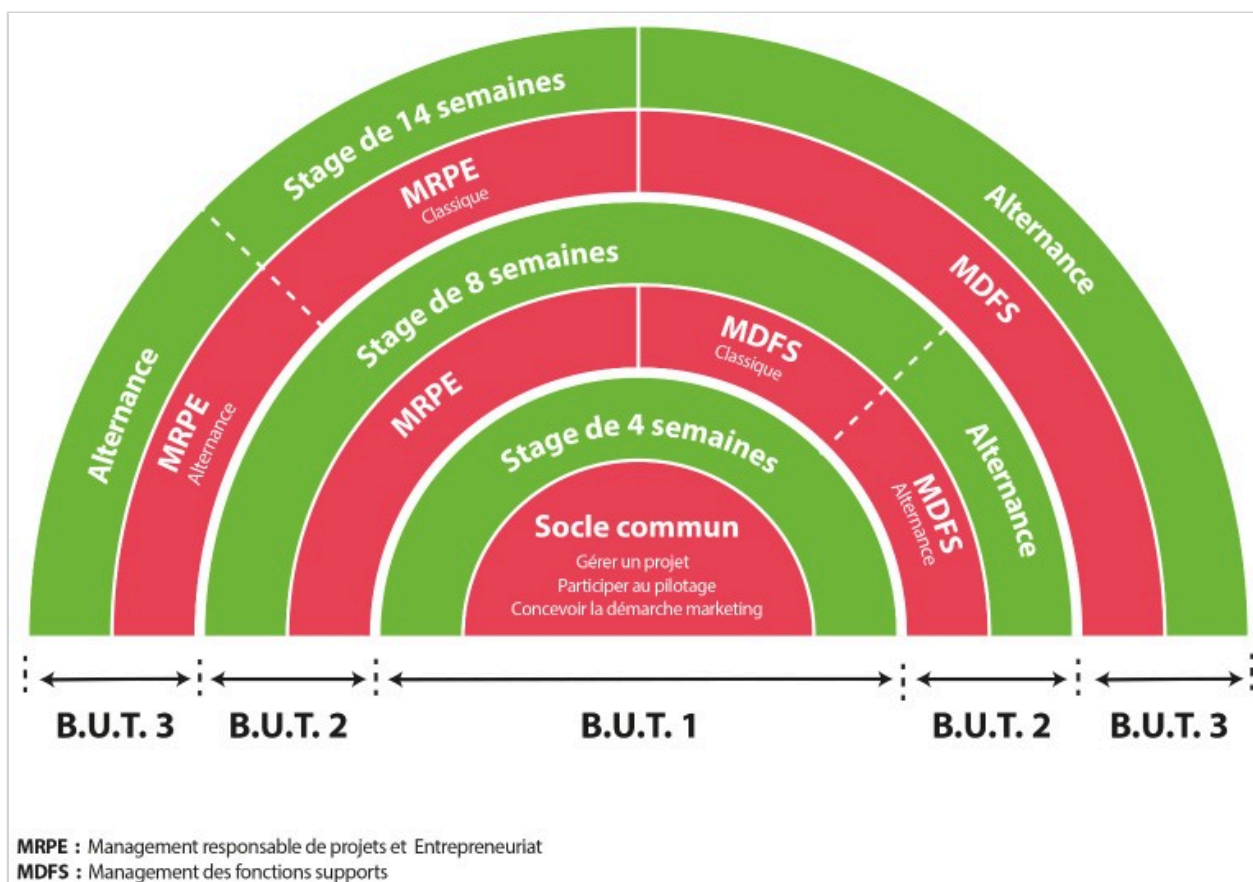 Stage de 14 semaines
Alternance
Alternance
MRPE
Classique
MRPE
Alternance
MDFS
Stage de 8 semaines
Alternance
MRPE
MDFS
Classique
MDFS
Alternance
Stage de 4 semaines
Socle commun
Gérer un projet
Participer au pilotage
Concevoir la démarche marketing
B.U.T. 3
B.U.T. 2
B.U.T. 1
B.U.T. 2
B.U.T. 3
MRPE : Management responsable de projets et Entrepreneuriat
MDFS : Management des fonctions supports